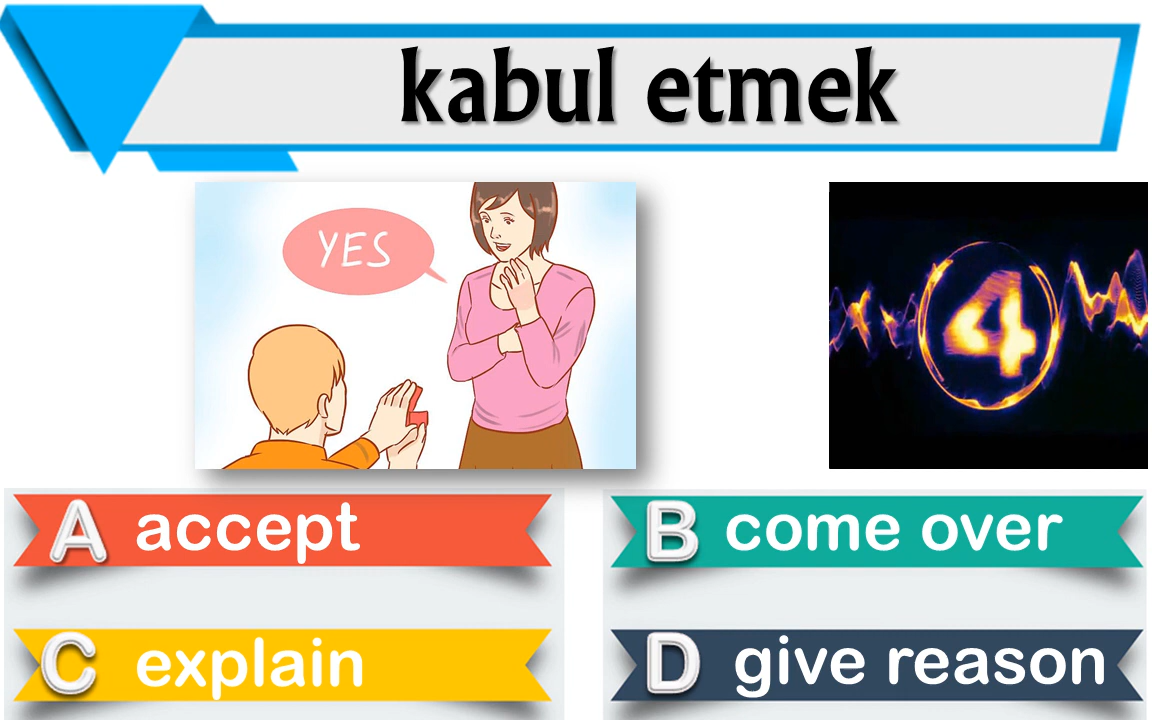 kabul etmek
YES
4
A accept
B come over
C explain
D give reason